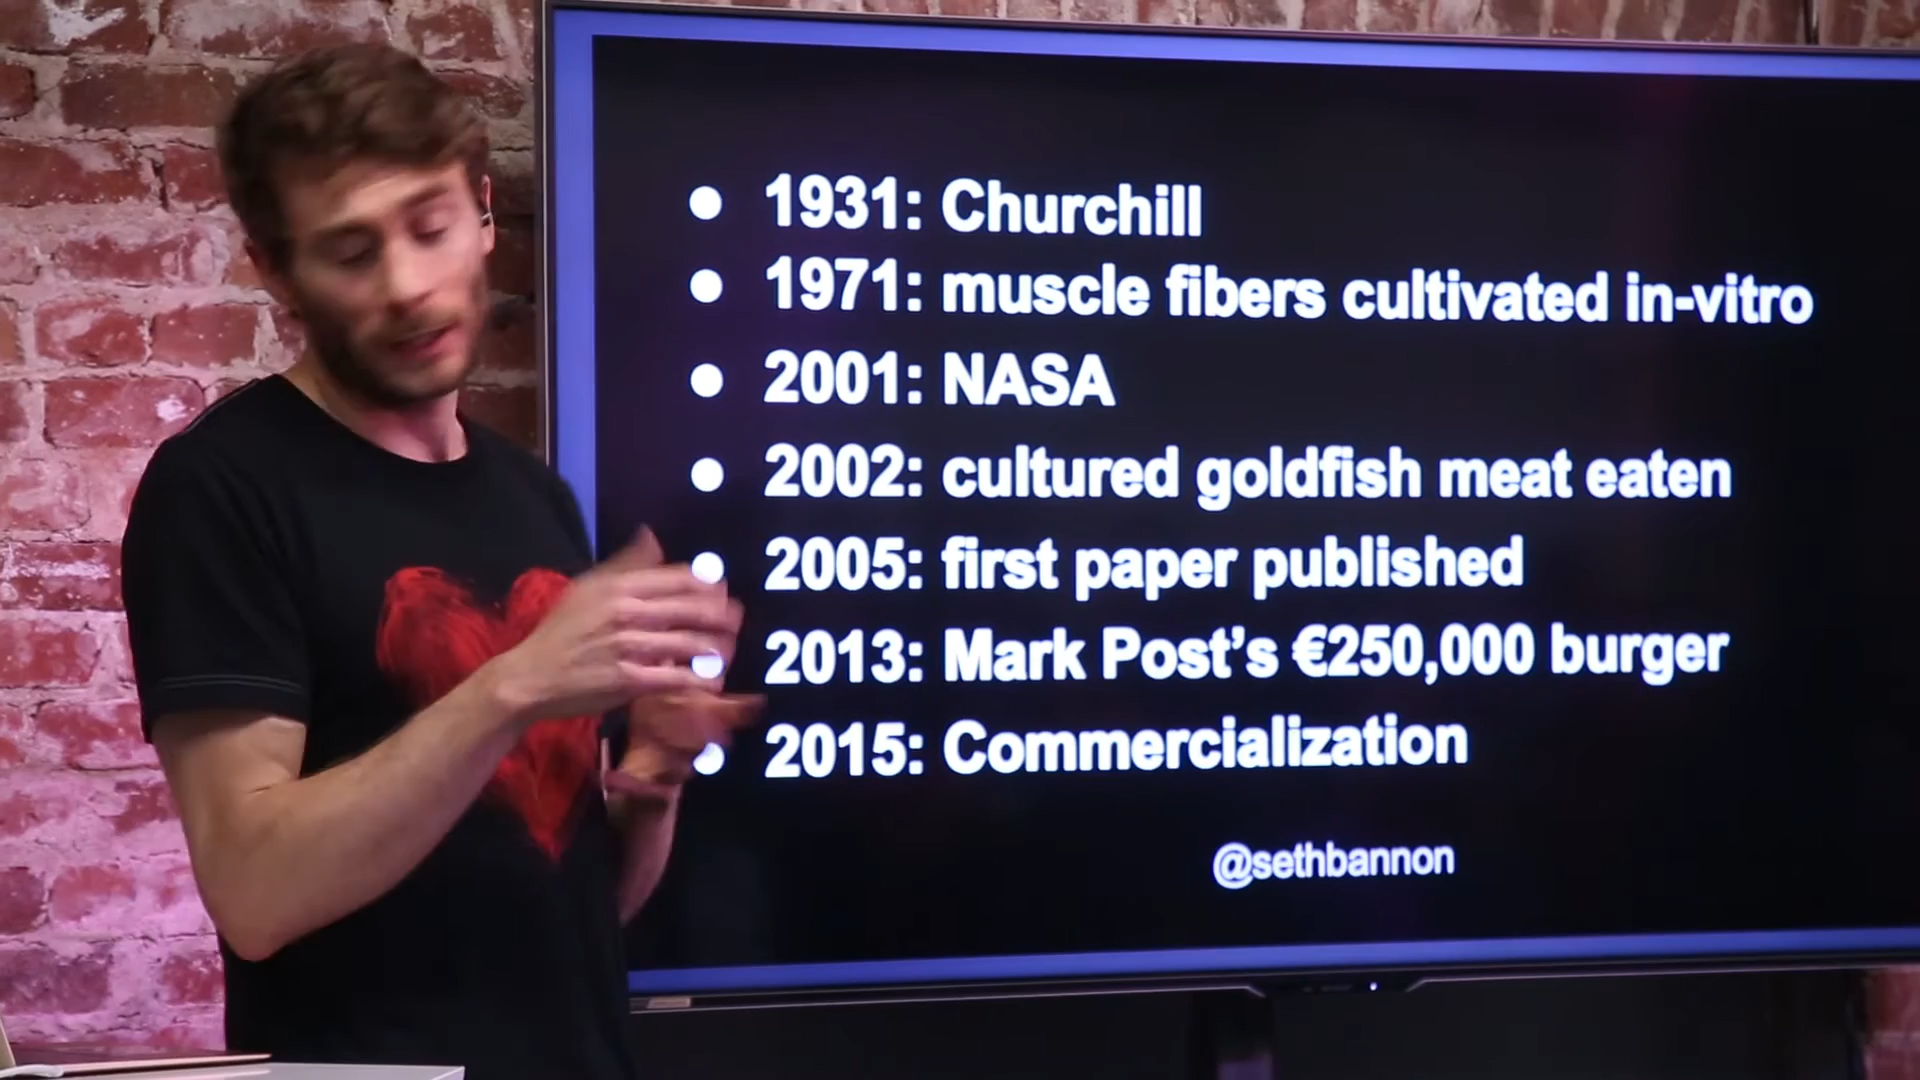 1931: Churchill
1971: muscle fibers cultivated in-vitro
2001: NASA
2002: cultured goldfish meat eaten
2005: first paper published
2013: Mark Post’s €250,000 burger
2015: Commercialization
@sethbannon